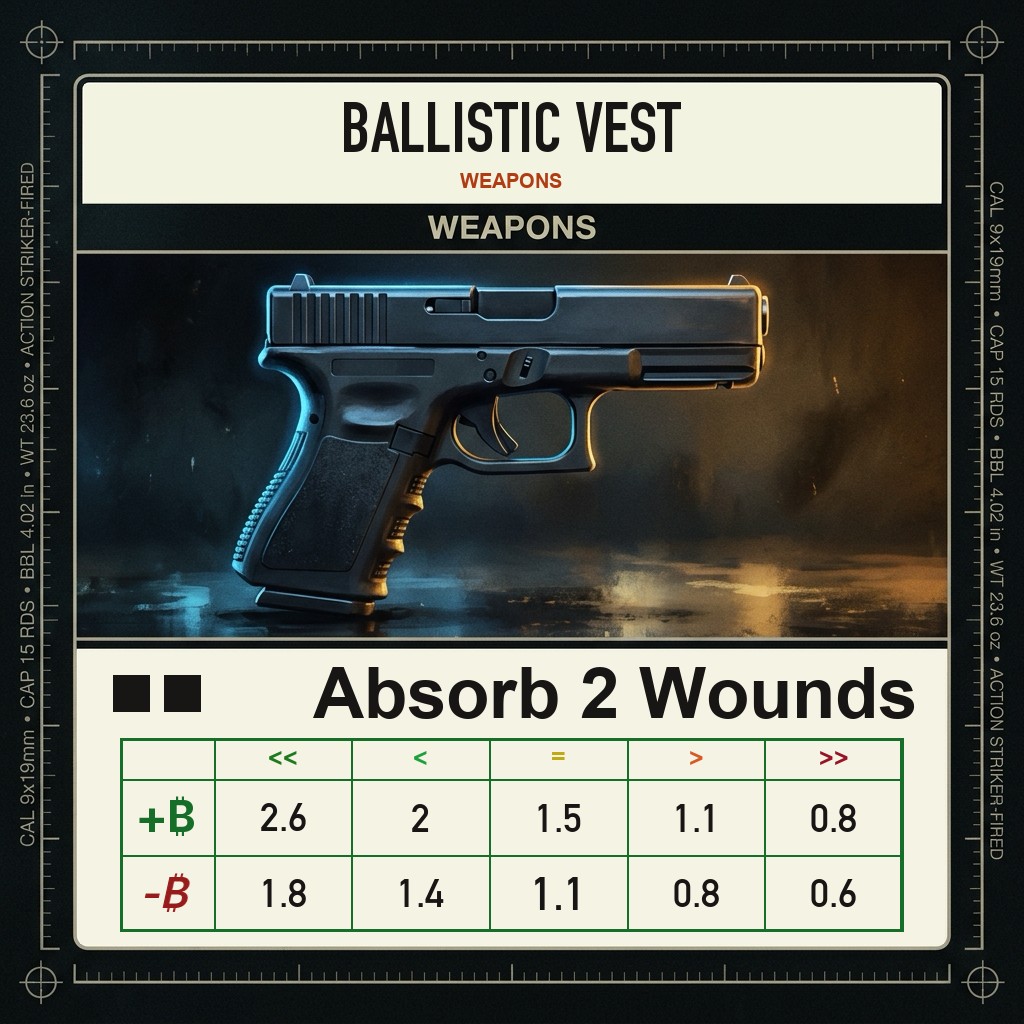 BALLISTIC VEST
WEAPONS
WEAPONS
CAL 9x19mm • CAP 15 RDS • BBL 4.02 in • WT 23.6 oz • ACTION STRIKER-FIRED
CAL 9x19mm • CAP 15 RDS • BBL 4.02 in • WT 23.6 oz • ACTION STRIKER-FIRED
Absorb 2 Wounds
<< < = > >>
+₿ 2.6 2 1.5 1.1 0.8
-₿ 1.8 1.4 1.1 0.8 0.6